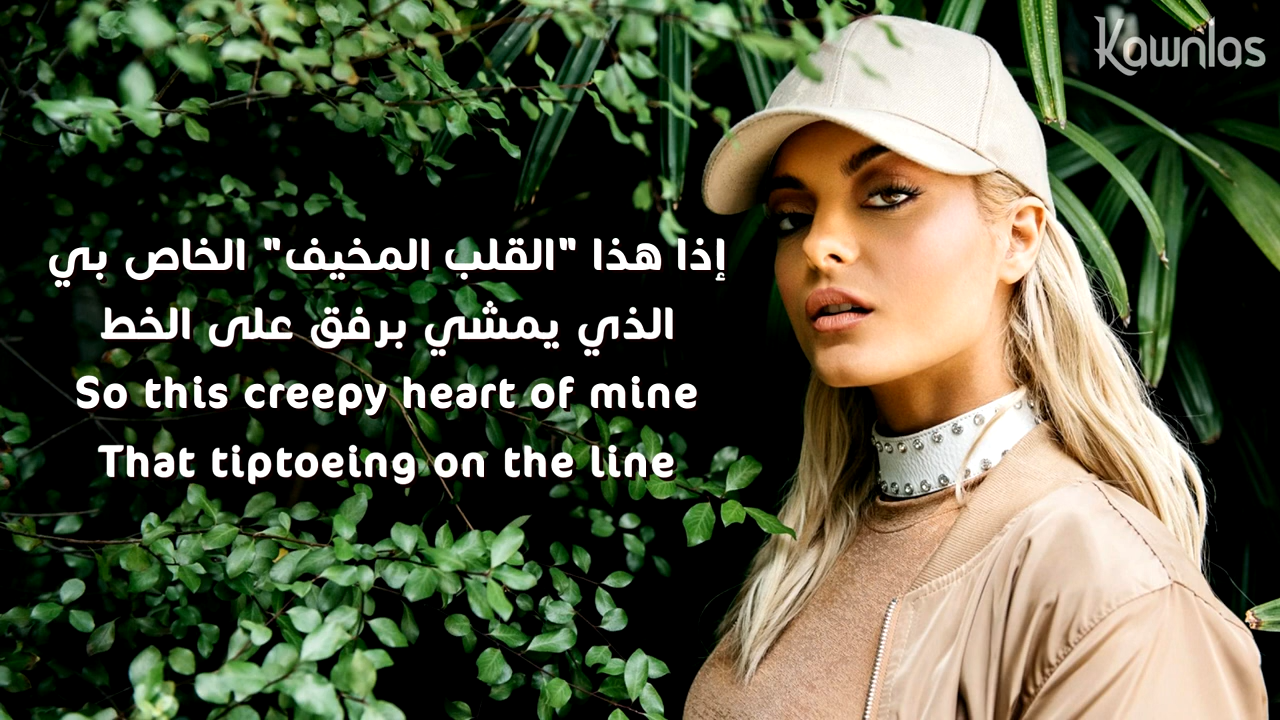 Kawnlas
إذا هذا "القلب المخيف" الخاص بي
الذي يمشي برفق على الخط
So this creepy heart of mine
That tiptoeing on the line